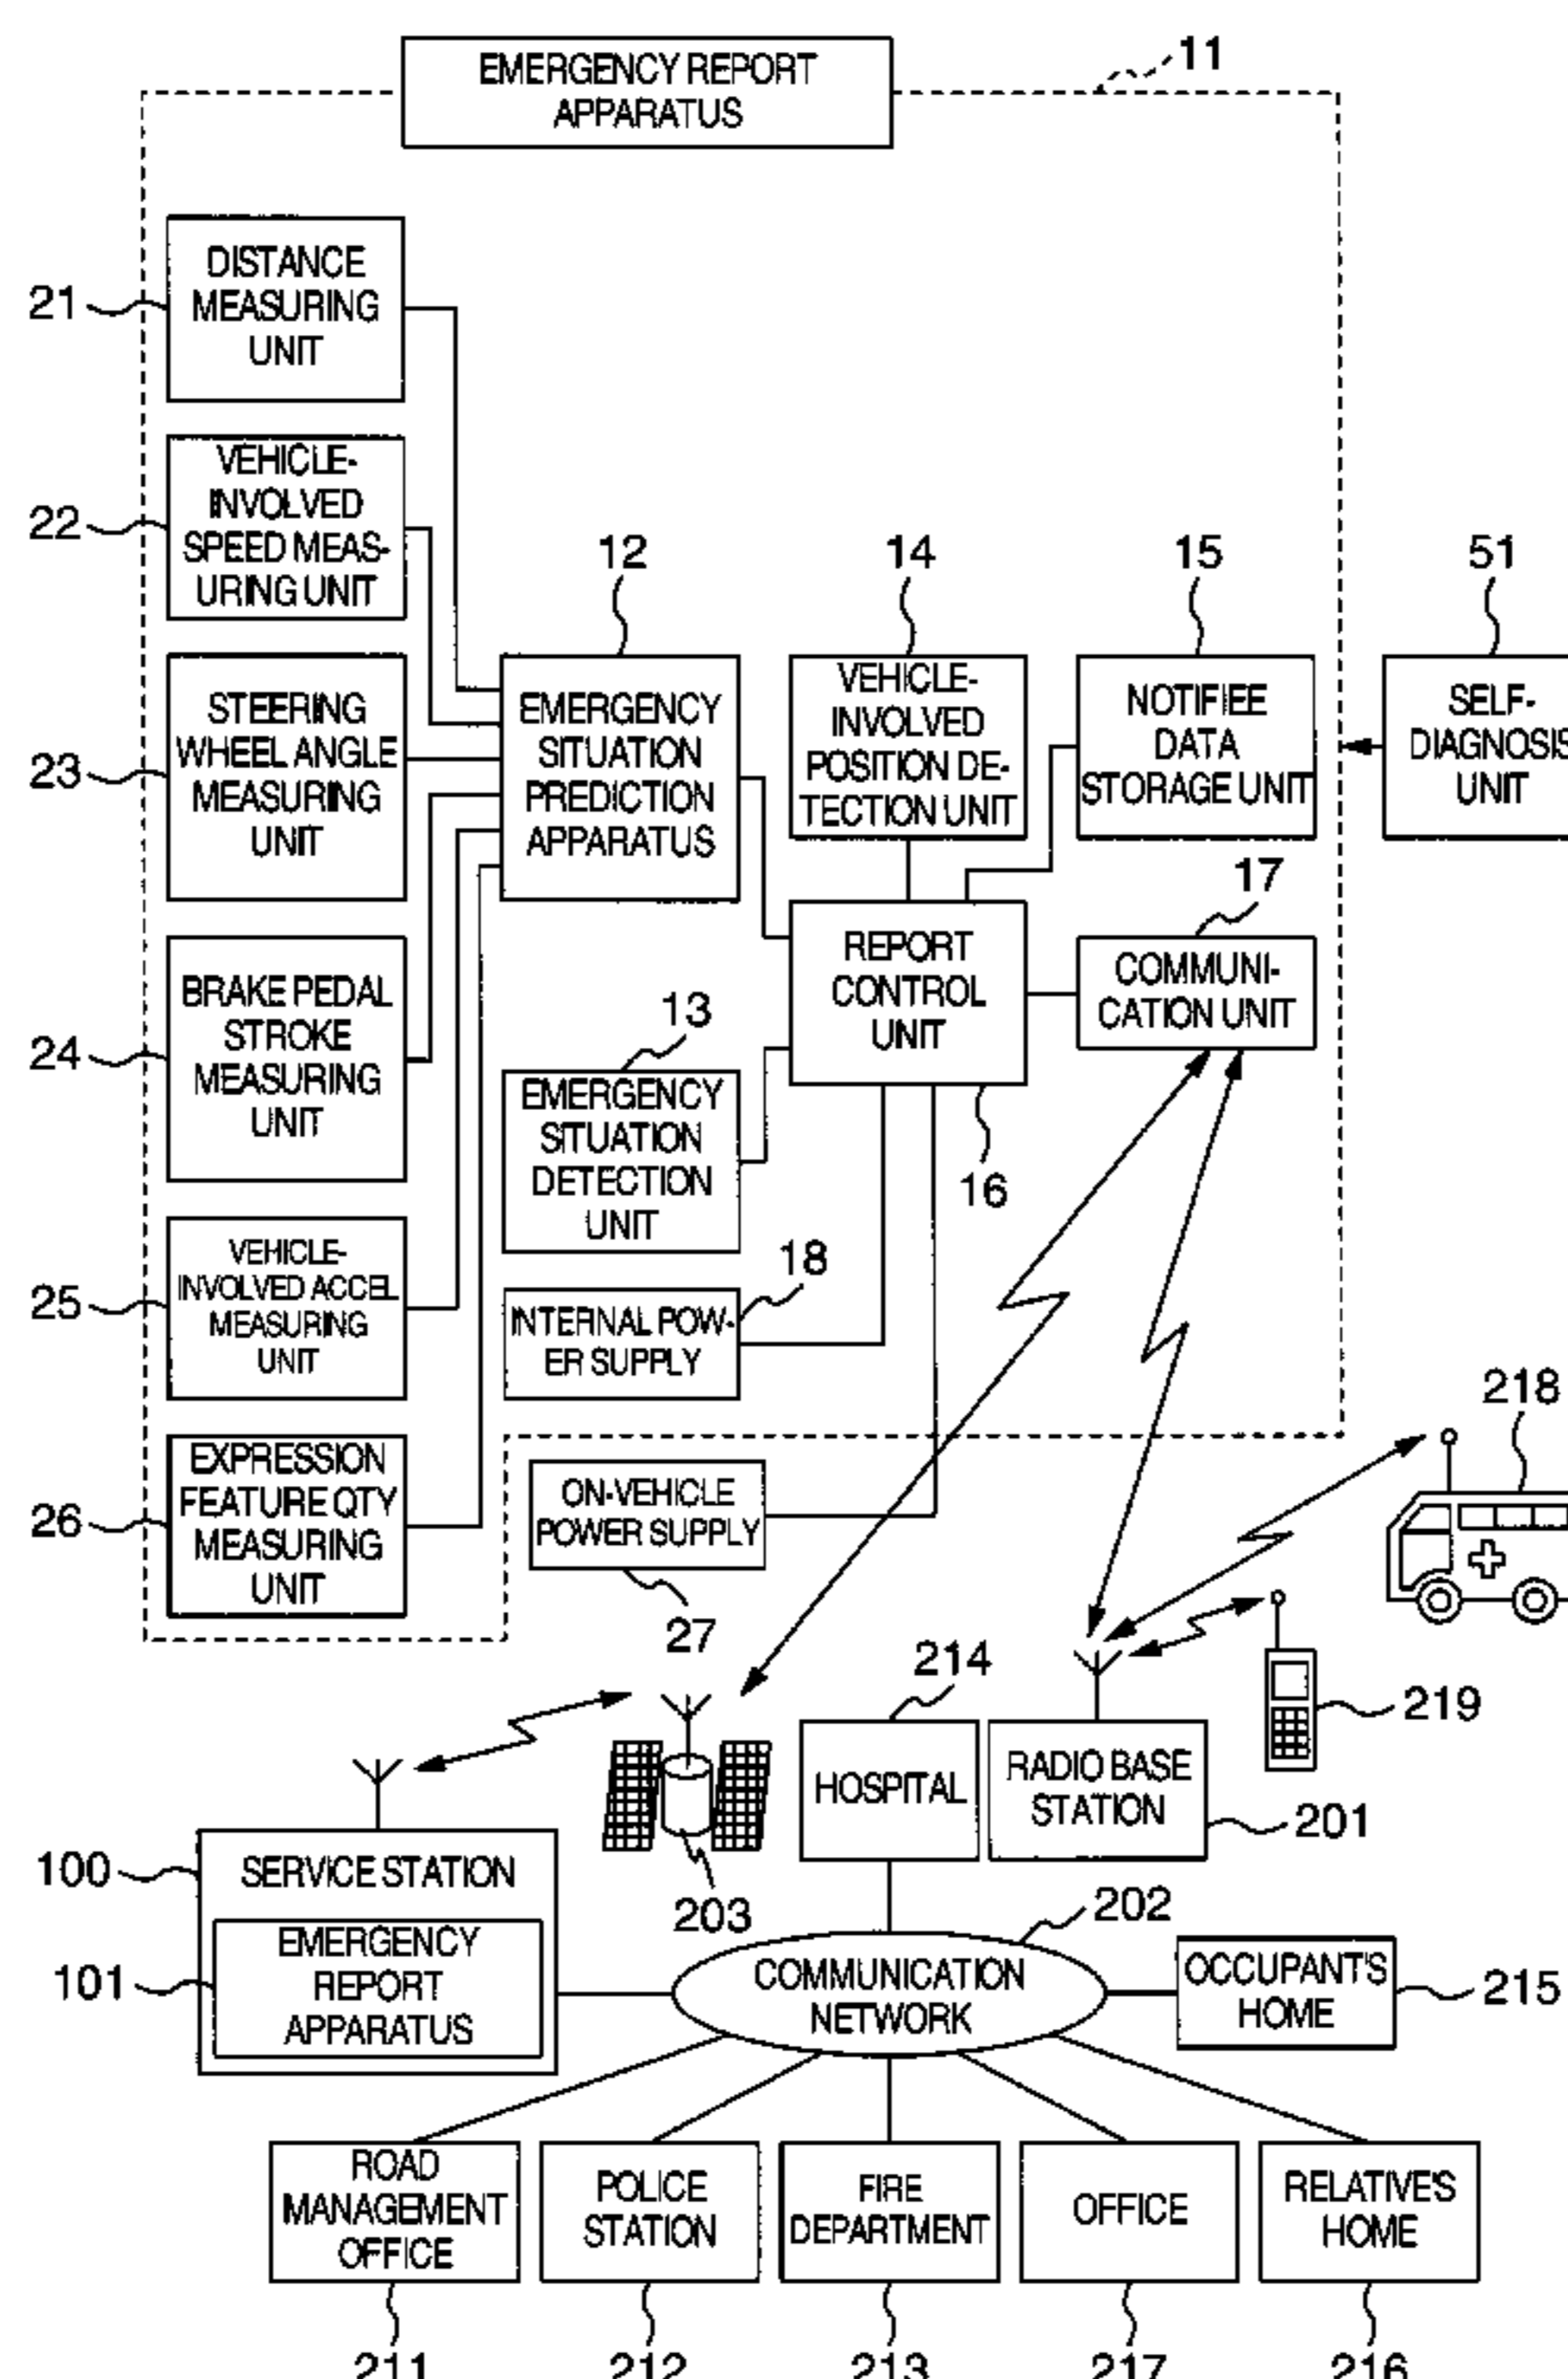 11
EMERGENCY REPORT
APPARATUS
21
DISTANCE
MEASURING
UNIT
22
VEHICLE-
INVOLVED
SPEED MEAS-
URING UNIT
23
STEERING
WHEEL ANGLE
MEASURING
UNIT
24
BRAKE PEDAL
STROKE
MEASURING
UNIT
25
VEHICLE-
INVOLVED ACCEL
MEASURING
UNIT
26
EXPRESSION
FEATURE QTY
MEASURING
UNIT
12
EMERGENCY
SITUATION
PREDICTION
APPARATUS
14
VEHICLE-
INVOLVED
POSITION DE-
TECTION UNIT
15
NOTIFIEE
DATA
STORAGE UNIT
51
SELF-
DIAGNOSIS
UNIT
REPORT
CONTROL
UNIT
16
17
COMMUNI-
CATION UNIT
13
EMERGENCY
SITUATION
DETECTION
UNIT
18
INTERNAL POW-
ER SUPPLY
ON-VEHICLE
POWER SUPPLY
27
218
219
214
HOSPITAL
RADIO BASE
STATION
201
203
100
SERVICE STATION
101
EMERGENCY
REPORT
APPARATUS
202
COMMUNICATION
NETWORK
OCCUPANT'S
HOME
215
ROAD
MANAGEMENT
OFFICE
POLICE
STATION
FIRE
DEPARTMENT
OFFICE
RELATIVE'S
HOME
211
212
213
217
216